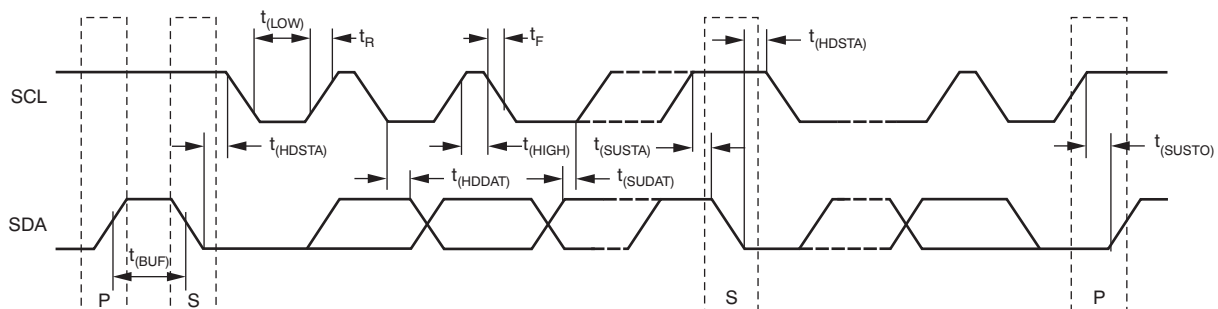 t(LOW)
tR
tF
t(HDSTA)
SCL
t(HDSTA)
t(HIGH)
t(SUSTA)
t(SUSTO)
t(HDDAT)
t(SUDAT)
SDA
t(BUF)
P
S
S
P